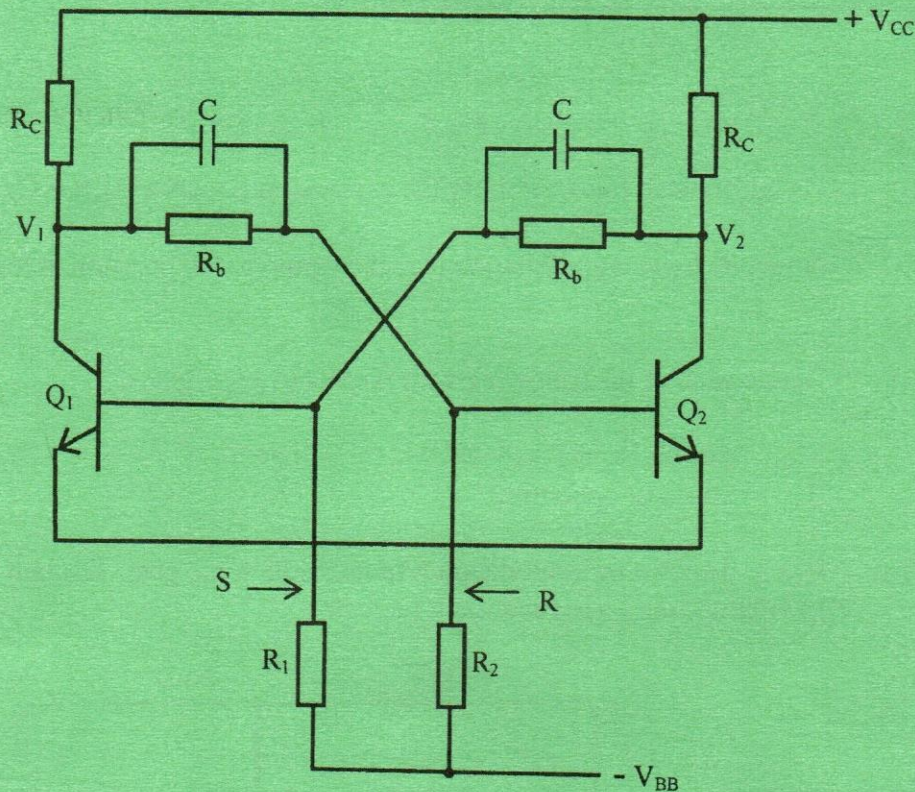 + V_CC
R_C
C
C
R_C
V_1
R_b
R_b
V_2
Q_1
Q_2
S
R
R_1
R_2
- V_BB